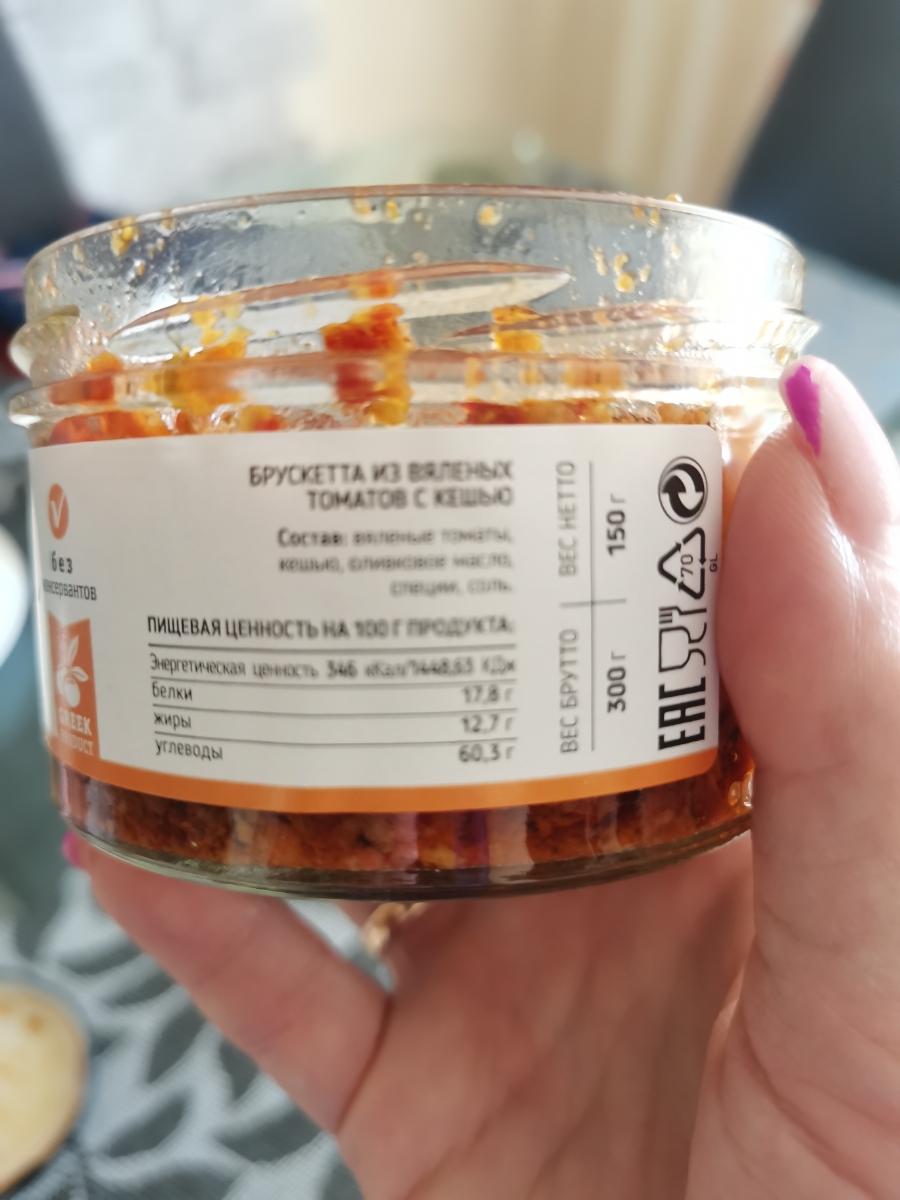 без
консервантов
GREEK
PRODUCT
БРУСКЕТТА ИЗ ВЯЛЕНЫХ
ТОМАТОВ С КЕШЬЮ
Состав: вяленые томаты,
кешью, оливковое масло,
специи, соль.
ПИЩЕВАЯ ЦЕННОСТЬ НА 100 Г ПРОДУКТА:
Энергетическая ценность 346 кКал/1448,63 КДж
белки 17,8 г
жиры 12,7 г
углеводы 60,3 г
ВЕС НЕТТО 150 г
ВЕС БРУТТО 300 г
70
GL
EAC